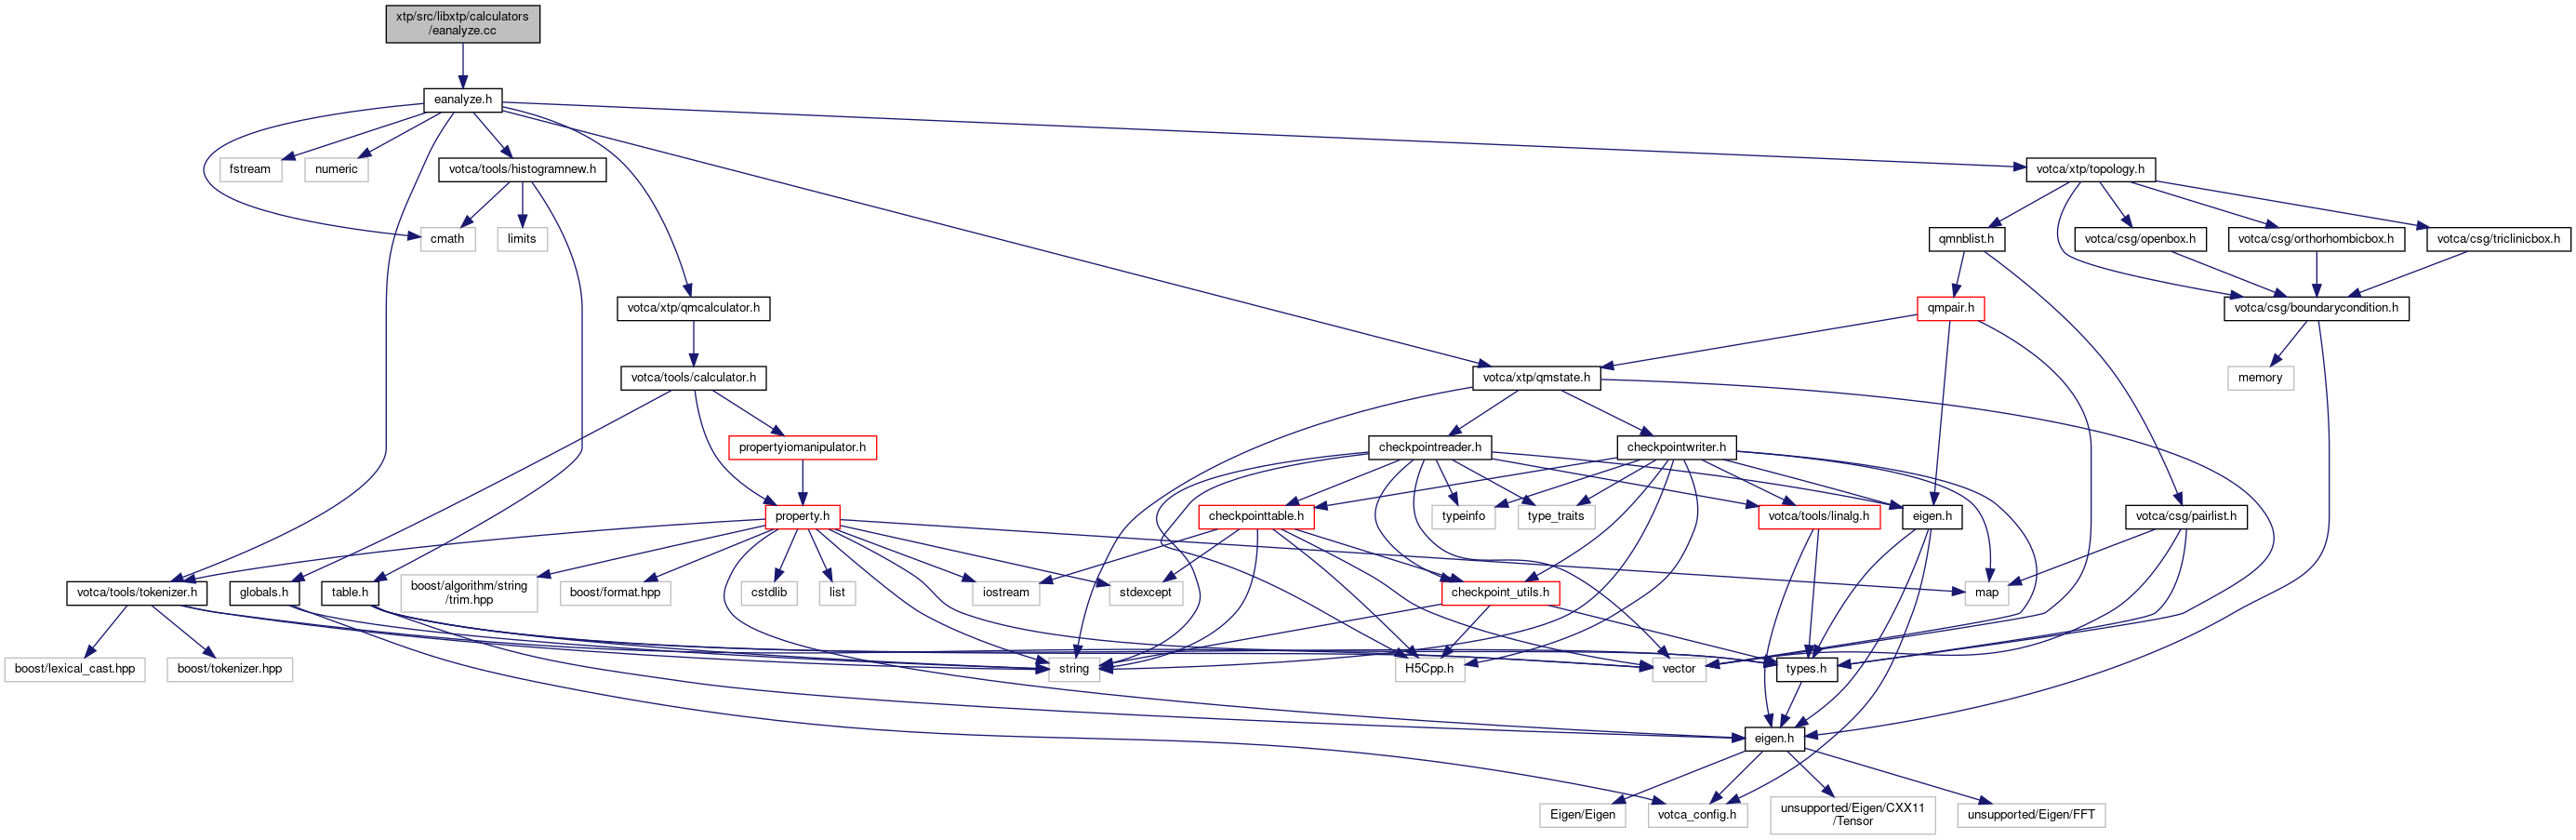 xtp/src/libxtp/calculators
/eanalyze.cc
eanalyze.h
fstream
numeric
votca/tools/histogramnew.h
votca/xtp/topology.h
cmath
limits
qmnblist.h
votca/csg/openbox.h
votca/csg/orthorhombicbox.h
votca/csg/triclinicbox.h
votca/xtp/qmcalculator.h
qmpair.h
votca/csg/boundarycondition.h
votca/tools/calculator.h
votca/xtp/qmstate.h
memory
propertyiomanipulator.h
checkpointreader.h
checkpointwriter.h
property.h
checkpointtable.h
typeinfo
type_traits
votca/tools/linalg.h
eigen.h
votca/csg/pairlist.h
votca/tools/tokenizer.h
globals.h
table.h
boost/algorithm/string
/trim.hpp
boost/format.hpp
cstdlib
list
iostream
stdexcept
checkpoint_utils.h
map
boost/lexical_cast.hpp
boost/tokenizer.hpp
string
H5Cpp.h
vector
types.h
eigen.h
Eigen/Eigen
votca_config.h
unsupported/Eigen/CXX11
/Tensor
unsupported/Eigen/FFT